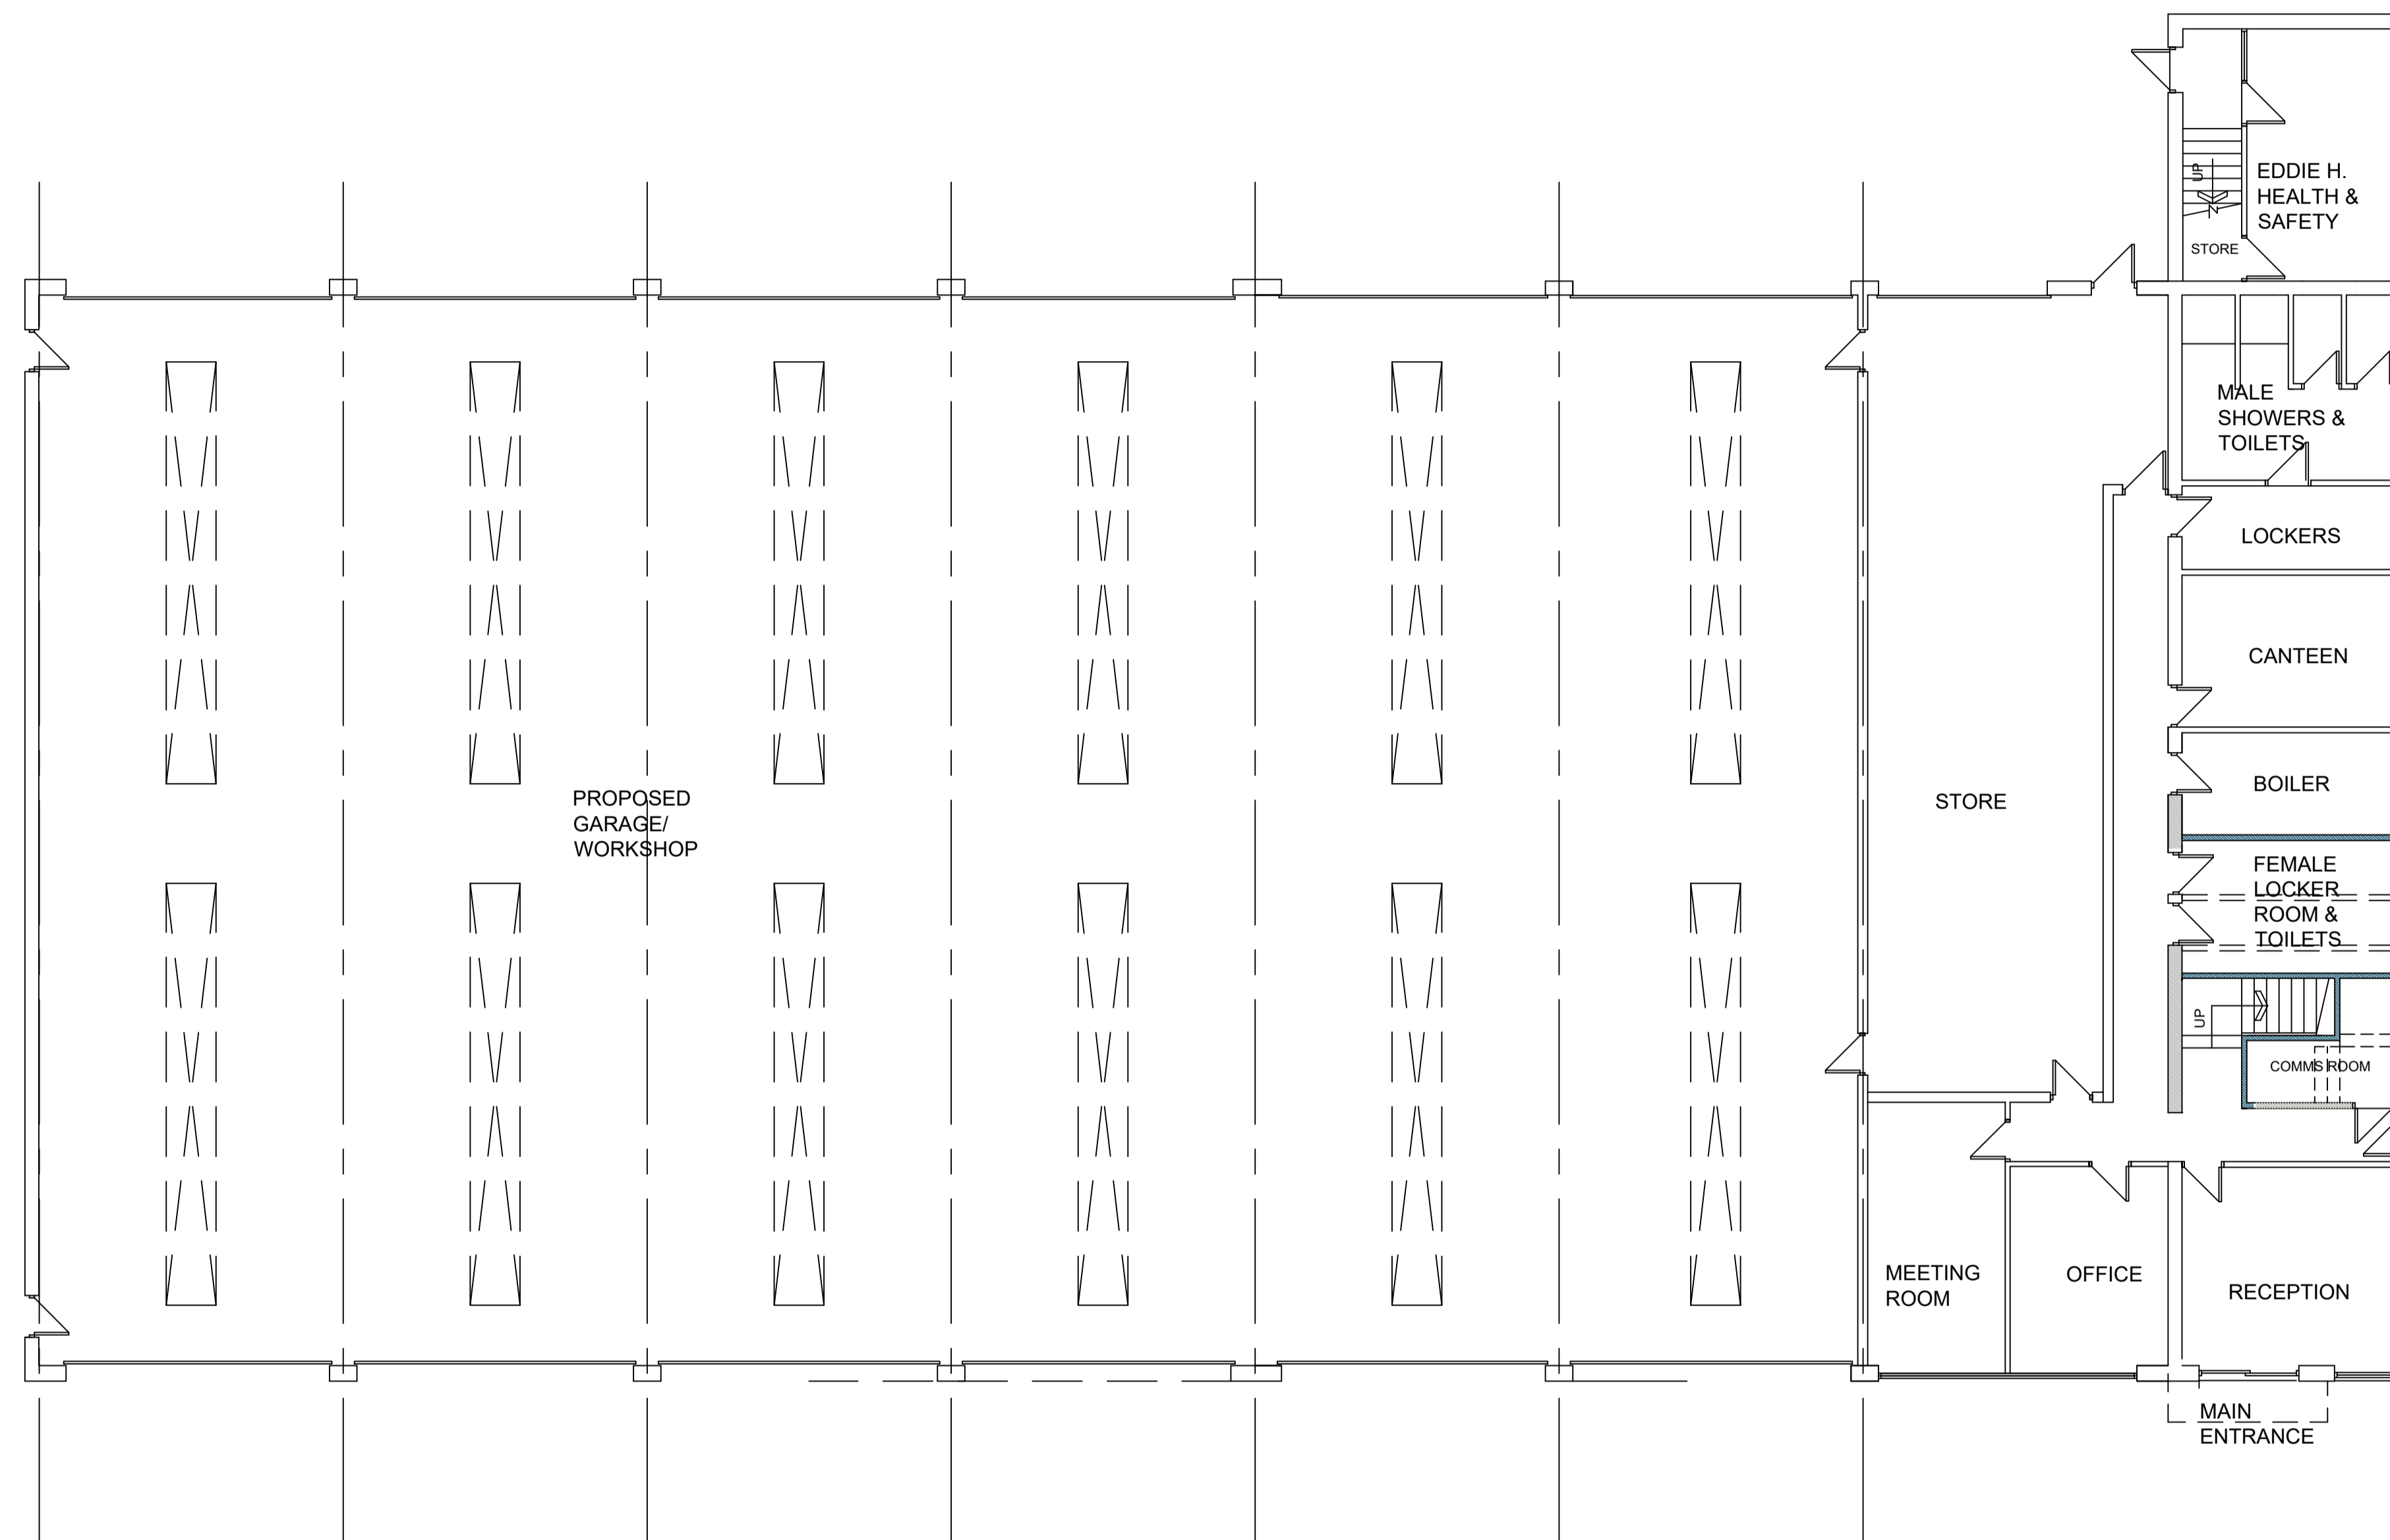 UP
EDDIE H.
HEALTH &
SAFETY
STORE
MALE
SHOWERS &
TOILETS
LOCKERS
CANTEEN
BOILER
PROPOSED
GARAGE/
WORKSHOP
STORE
FEMALE
LOCKER
ROOM &
TOILETS
UP
COMMS ROOM
MEETING
ROOM
OFFICE
RECEPTION
MAIN
ENTRANCE